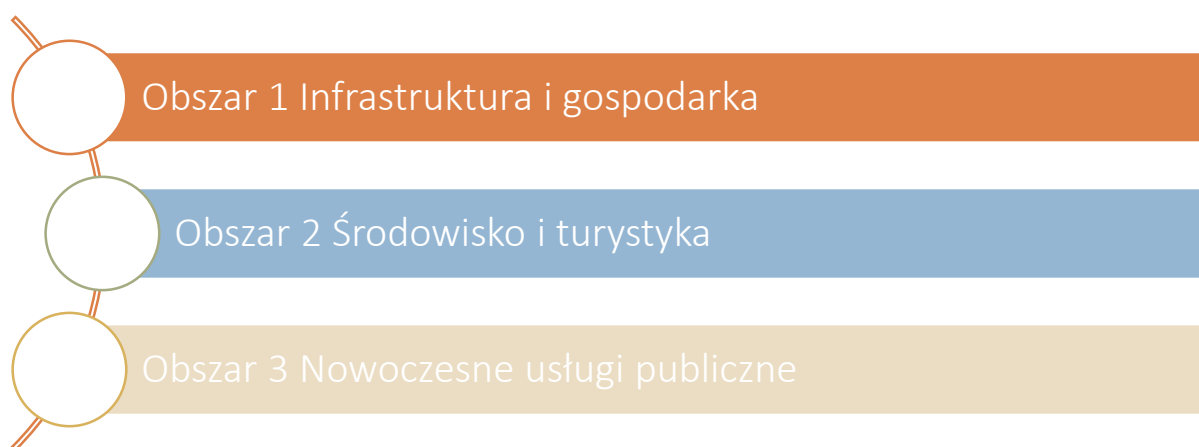 Obszar 1 Infrastruktura i gospodarka
Obszar 2 Środowisko i turystyka
Obszar 3 Nowoczesne usługi publiczne